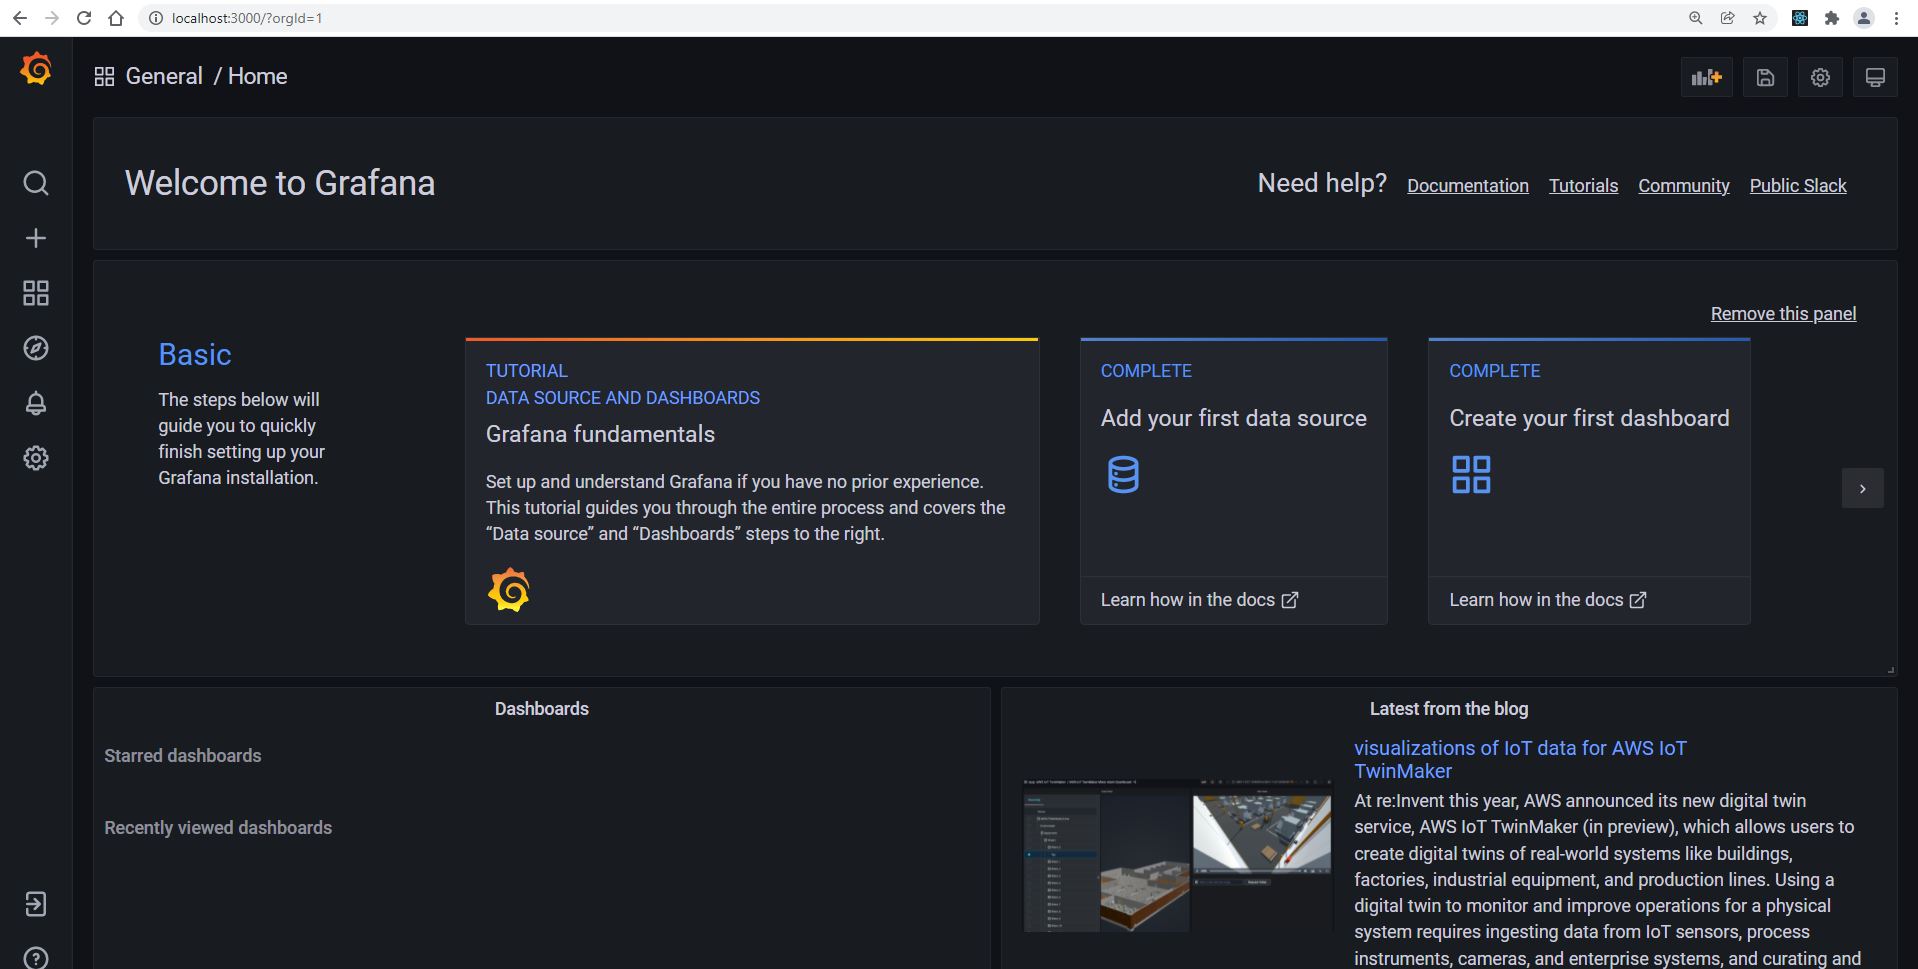 localhost:3000/?orgId=1
General / Home
Welcome to Grafana
Need help? Documentation Tutorials Community Public Slack
Remove this panel
Basic
The steps below will
guide you to quickly
finish setting up your
Grafana installation.
TUTORIAL
DATA SOURCE AND DASHBOARDS
Grafana fundamentals
Set up and understand Grafana if you have no prior experience.
This tutorial guides you through the entire process and covers the
“Data source” and “Dashboards” steps to the right.
COMPLETE
Add your first data source
Learn how in the docs
COMPLETE
Create your first dashboard
Learn how in the docs
Dashboards
Starred dashboards
Recently viewed dashboards
Latest from the blog
visualizations of IoT data for AWS IoT
TwinMaker
At re:Invent this year, AWS announced its new digital twin
service, AWS IoT TwinMaker (in preview), which allows users to
create digital twins of real-world systems like buildings,
factories, industrial equipment, and production lines. Using a
digital twin to monitor and improve operations for a physical
system requires ingesting data from IoT sensors, process
instruments, cameras, and enterprise systems, and curating and